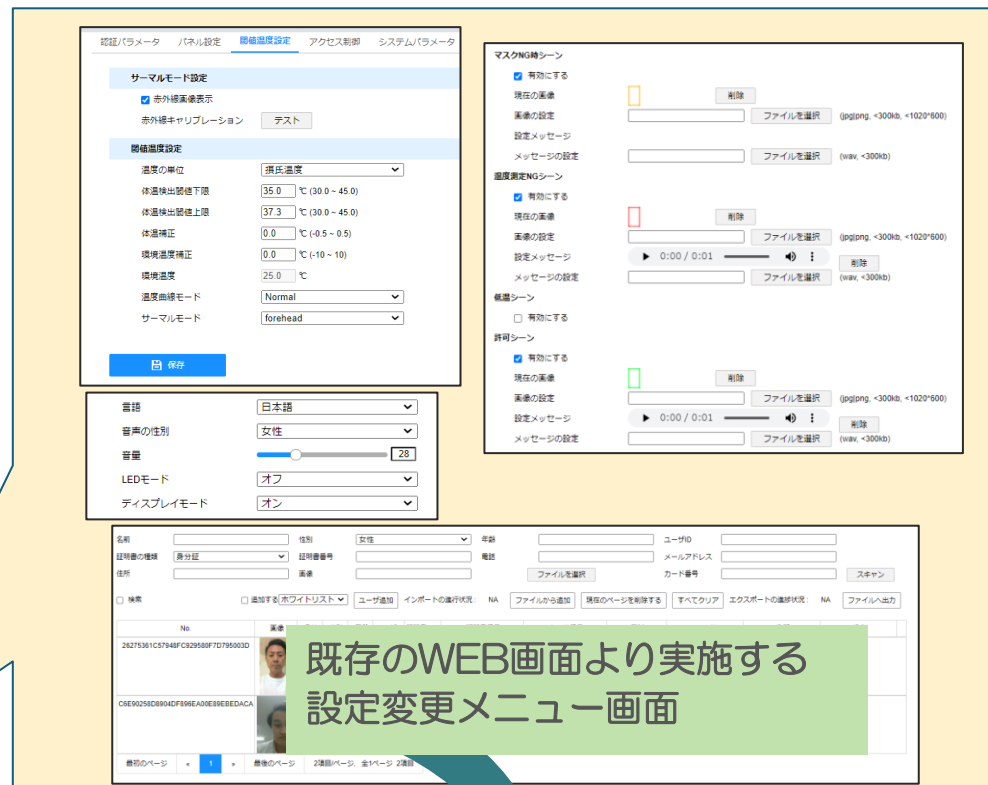 認証パラメータ パネル設定 閾値温度設定 アクセス制御 システムパラメータ
サーマルモード設定
赤外線画像表示
赤外線キャリブレーション テスト
閾値温度設定
温度の単位 摂氏温度
体温検出閾値下限 35.0 ℃ (30.0 ~ 45.0)
体温検出閾値上限 37.3 ℃ (30.0 ~ 45.0)
体温補正 0.0 ℃ (-0.5 ~ 0.5)
環境温度補正 0.0 ℃ (-10 ~ 10)
環境温度 25.0 ℃
温度曲線モード Normal
サーマルモード forehead
保存
マスクNG時シーン
有効にする
現在の画像 削除
画像の設定 ファイルを選択 (jpg|png, <300kb, <1020*600)
設定メッセージ
メッセージの設定 ファイルを選択 (wav, <300kb)
温度測定NGシーン
有効にする
現在の画像 削除
画像の設定 ファイルを選択 (jpg|png, <300kb, <1020*600)
設定メッセージ 0:00 / 0:01 削除
メッセージの設定 ファイルを選択 (wav, <300kb)
低温シーン
有効にする
許可シーン
有効にする
現在の画像 削除
画像の設定 ファイルを選択 (jpg|png, <300kb, <1020*600)
設定メッセージ 0:00 / 0:01 削除
メッセージの設定 ファイルを選択 (wav, <300kb)
言語 日本語
音声の性別 女性
音量 28
LEDモード オフ
ディスプレイモード オン
名前 性別 女性 年齢 ユーザID
証明書の種類 身分証 証明書番号 電話 メールアドレス
住所 画像 ファイルを選択 カード番号 スキャン
検索 追加する ホワイトリスト ユーザ追加 インポートの進行状況: NA ファイルから追加 現在のページを削除する すべてクリア エクスポートの進捗状況: NA ファイルへ出力
No. 画像
26275361C57948FC929580F7D795003D
C6E90258D8904DF896EA00E89EBEDACA
既存のWEB画面より実施する
設定変更メニュー画面
最初のページ « 1 » 最後のページ 2項目/ページ、全1ページ 2項目